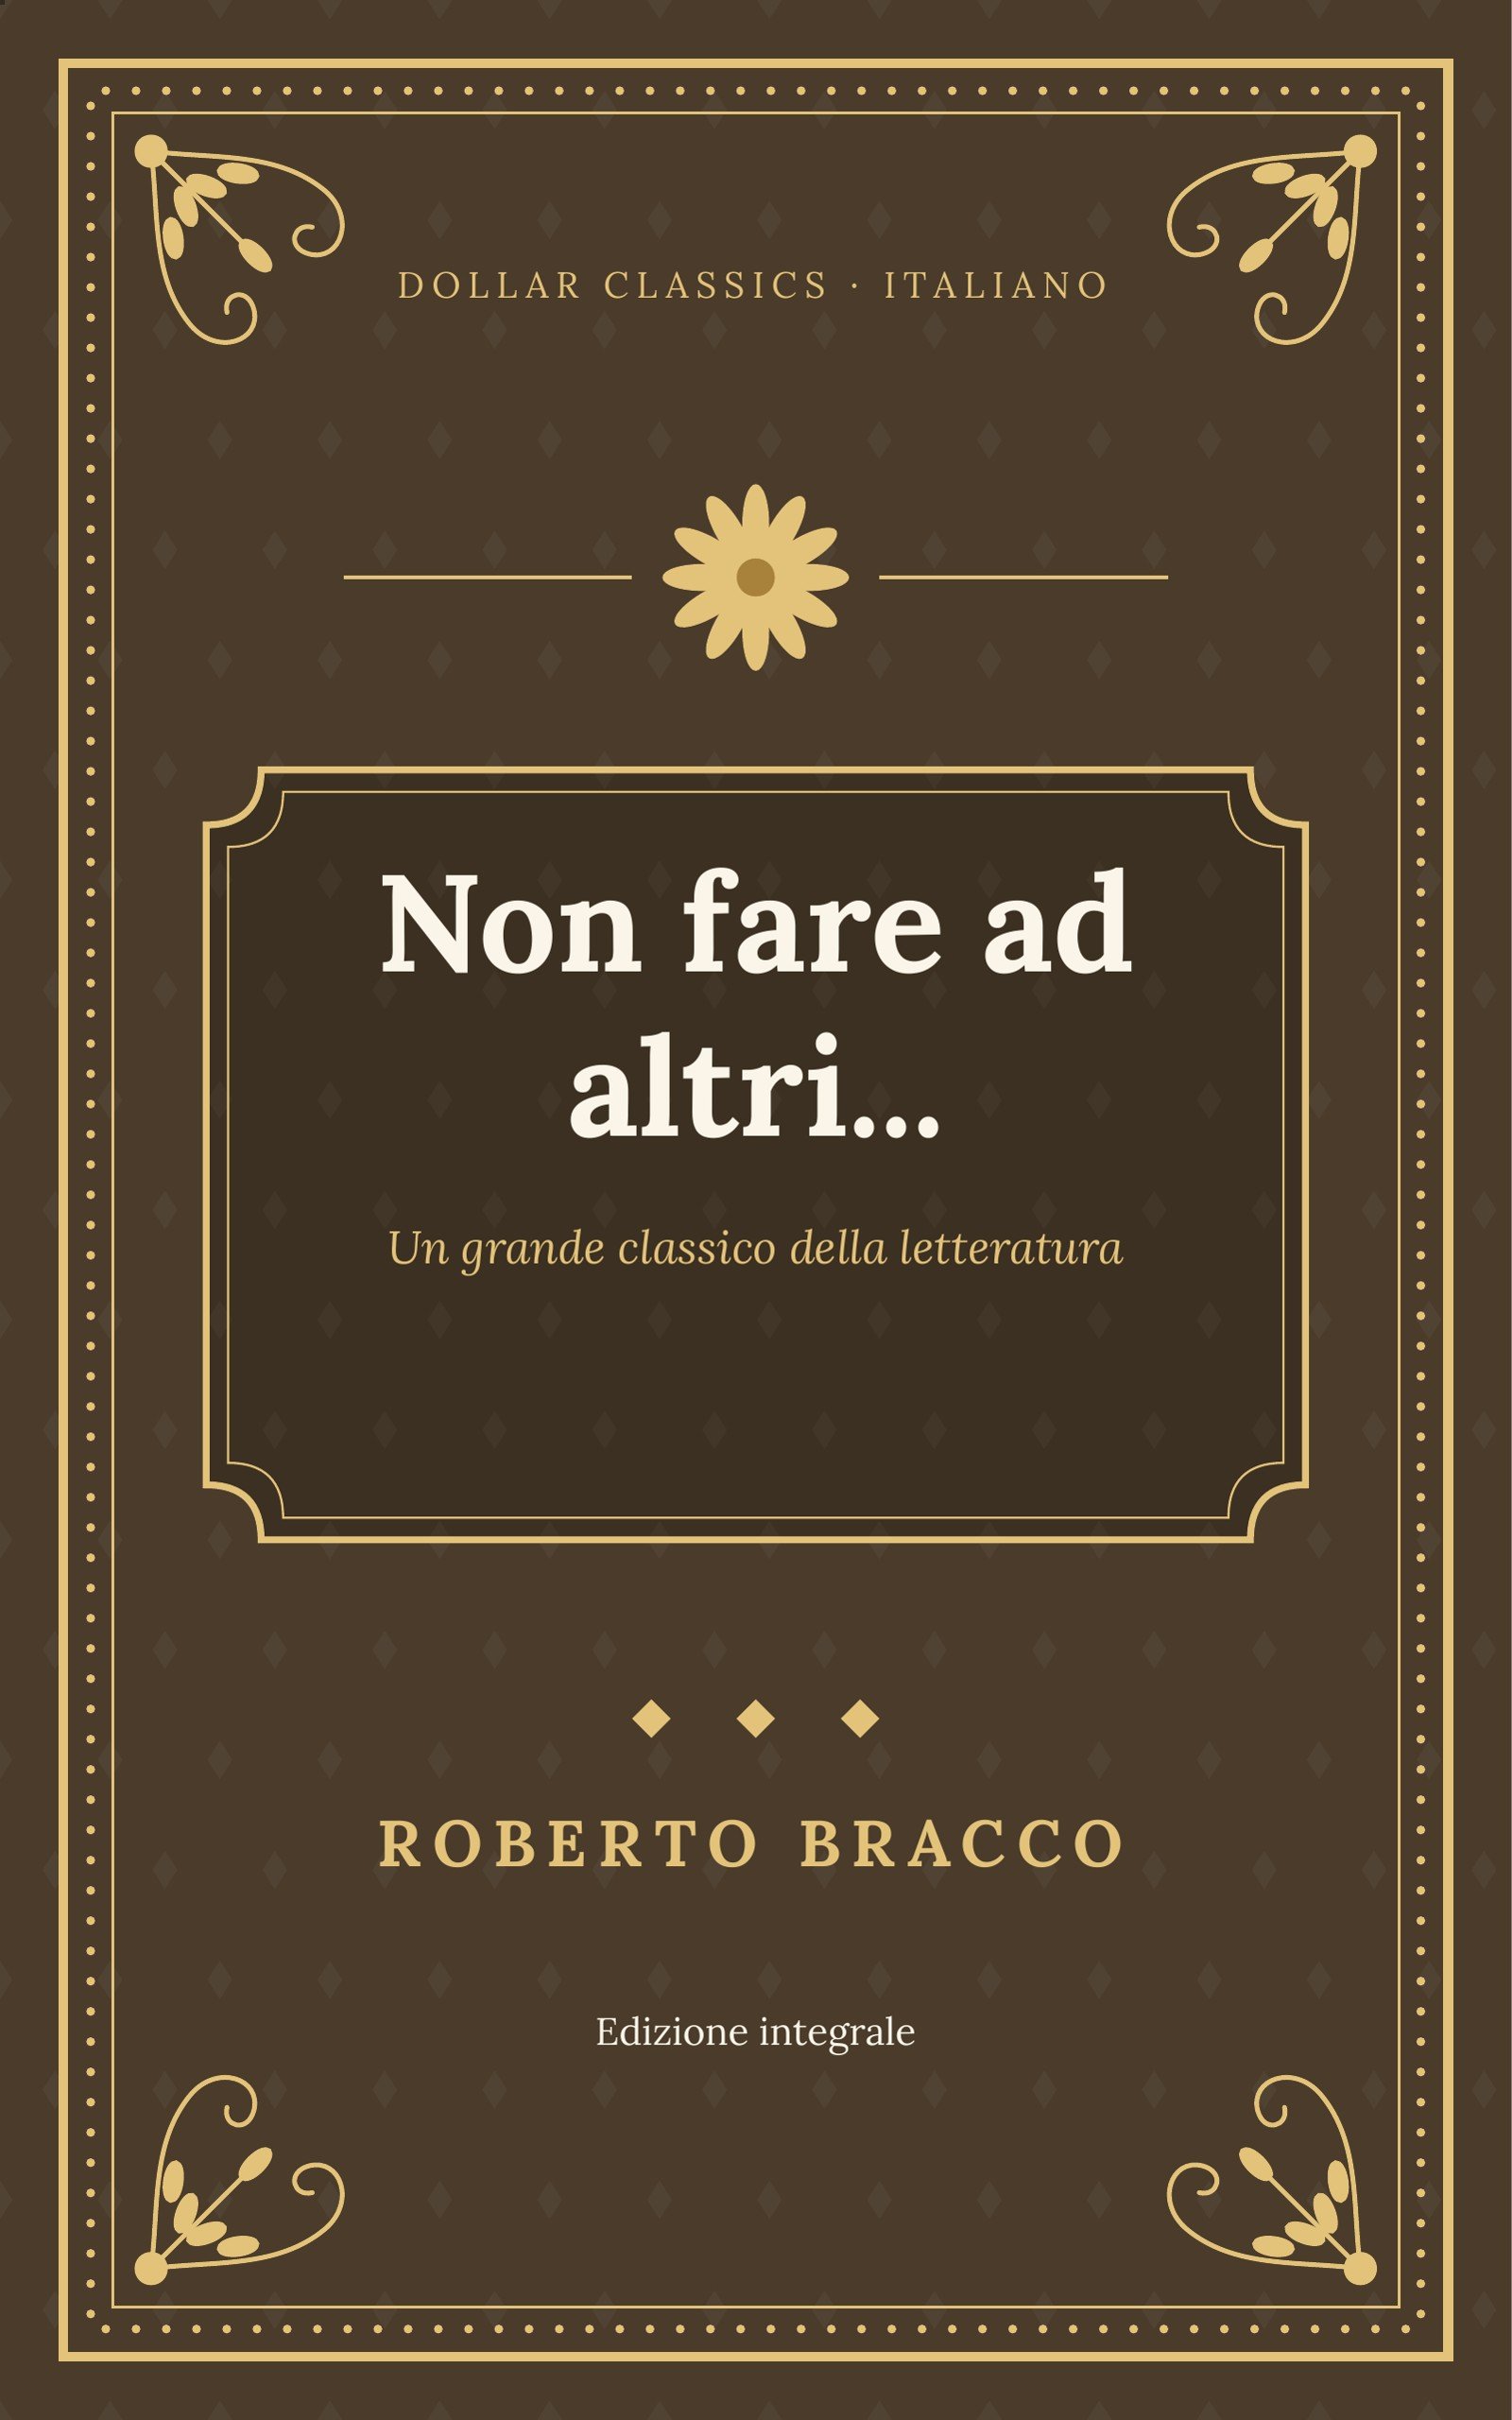 DOLLAR CLASSICS · ITALIANO
Non fare ad
altri...
Un grande classico della letteratura
ROBERTO BRACCO
Edizione integrale